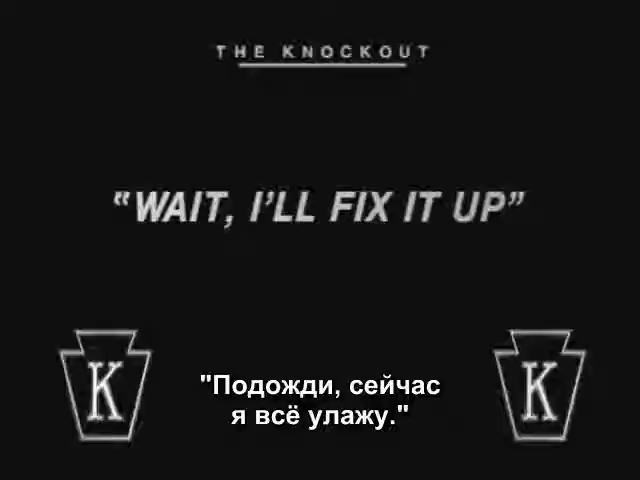 THE KNOCKOUT
"WAIT, I'LL FIX IT UP"
K K
"Подожди, сейчас
я всё улажу."